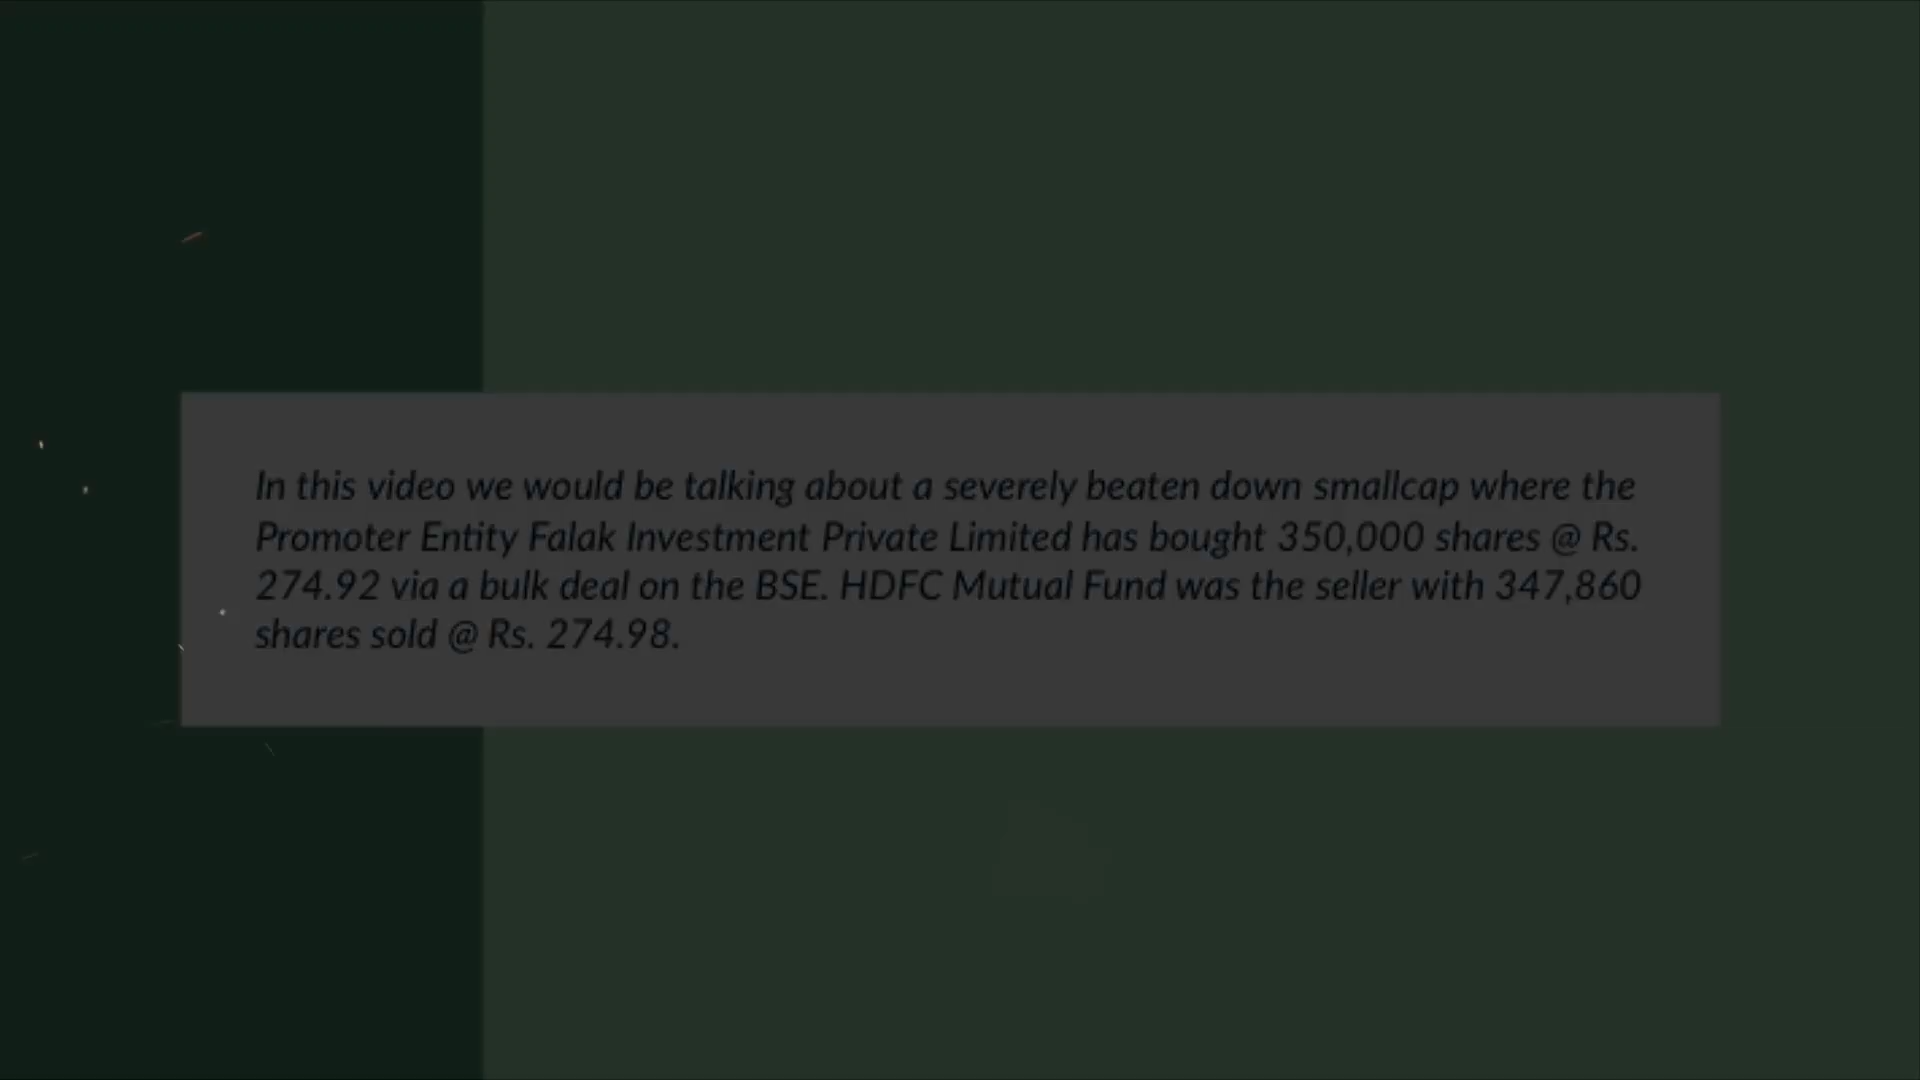 In this video we would be talking about a severely beaten down smallcap where the
Promoter Entity Falak Investment Private Limited has bought 350,000 shares @ Rs.
274.92 via a bulk deal on the BSE. HDFC Mutual Fund was the seller with 347,860
shares sold @ Rs. 274.98.